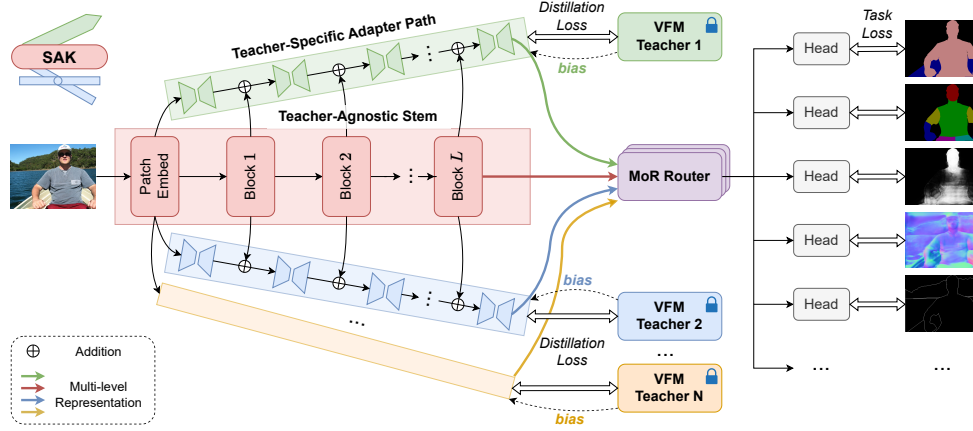 SAK
Teacher-Specific Adapter Path
Distillation
Loss
VFM
Teacher 1
bias
Head
Task
Loss
Teacher-Agnostic Stem
Patch
Embed
Block 1
Block 2
...
Block L
MoR Router
Head
Head
Head
Head
...
...
bias
VFM
Teacher 2
...
Distillation
Loss
...
VFM
Teacher N
bias
Addition
Multi-level
Representation